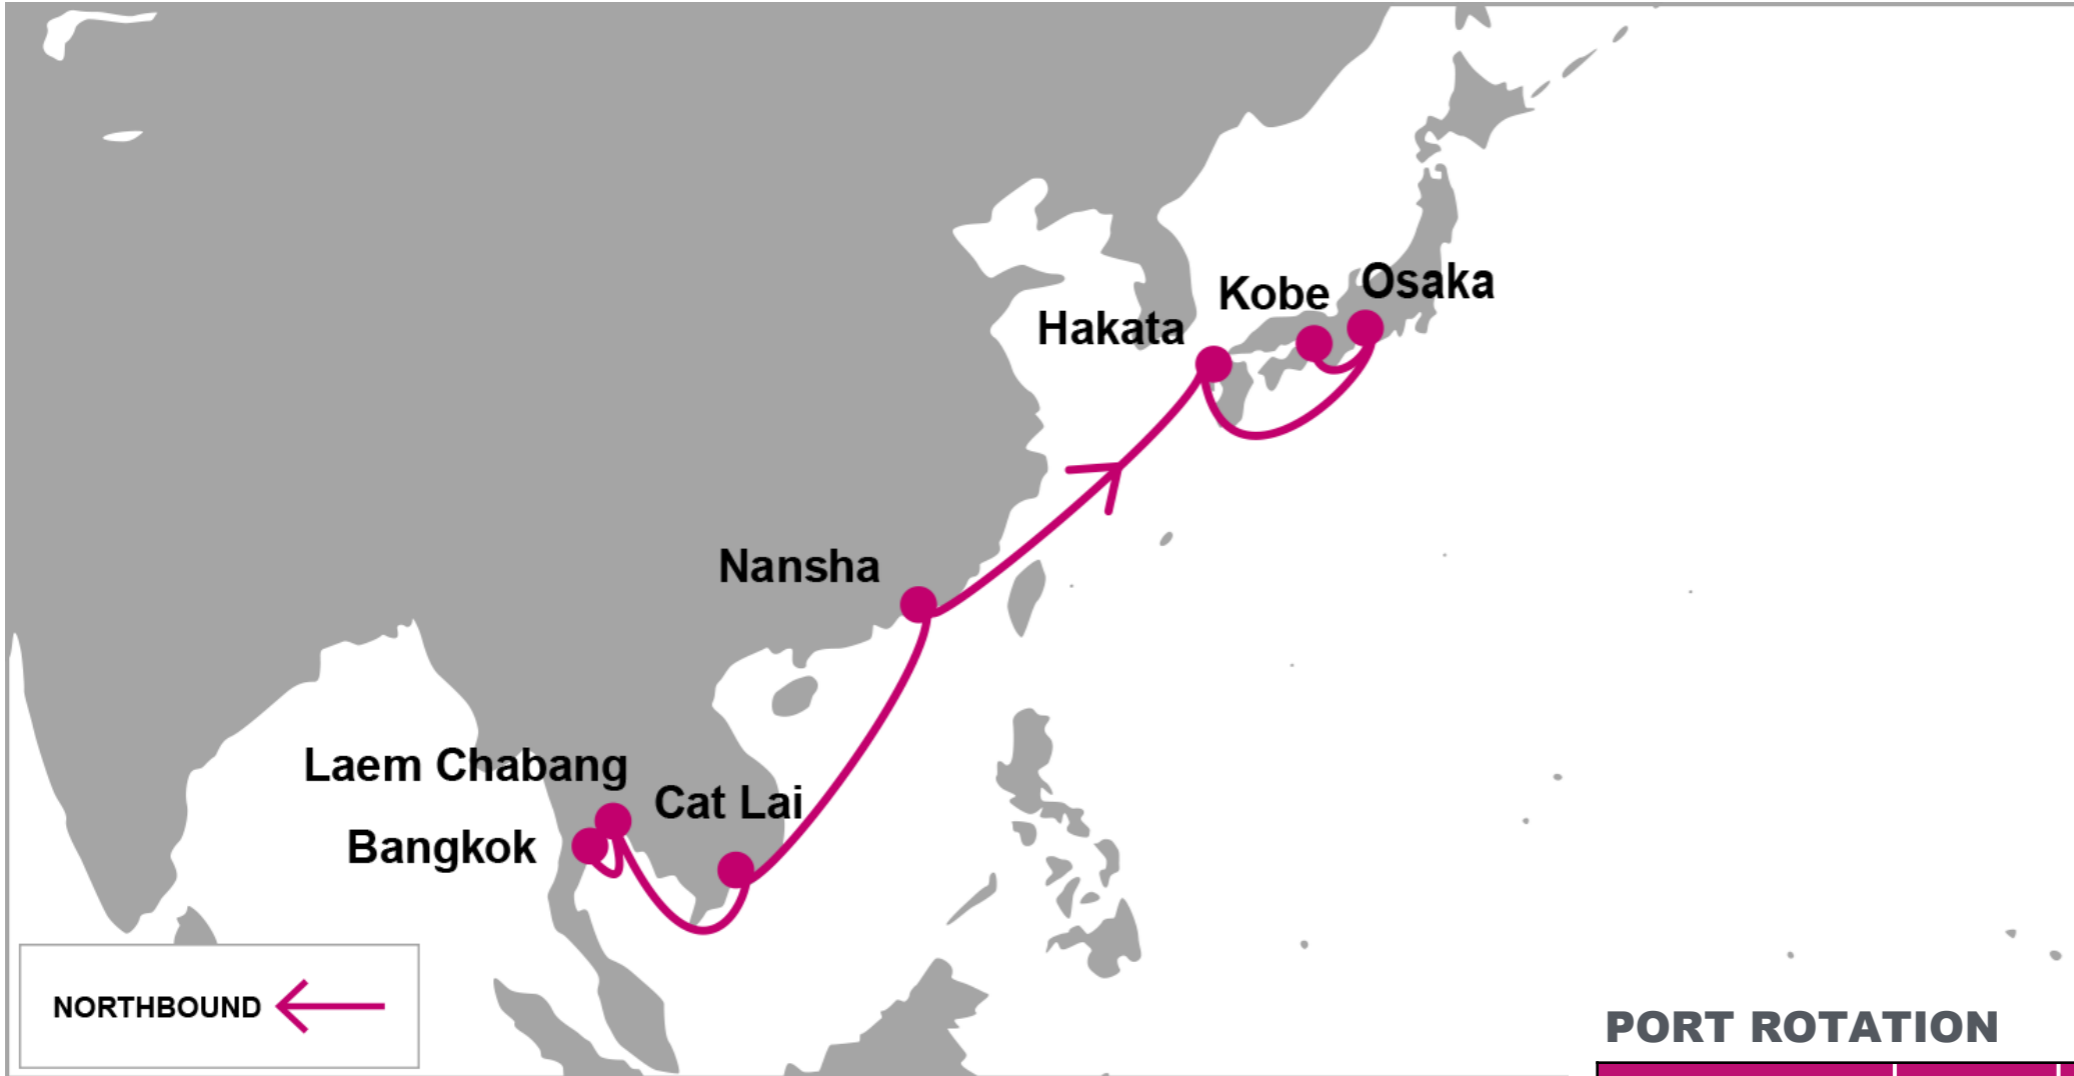 Kobe Osaka
Hakata
Nansha
Laem Chabang
Cat Lai
Bangkok
NORTHBOUND
PORT ROTATION